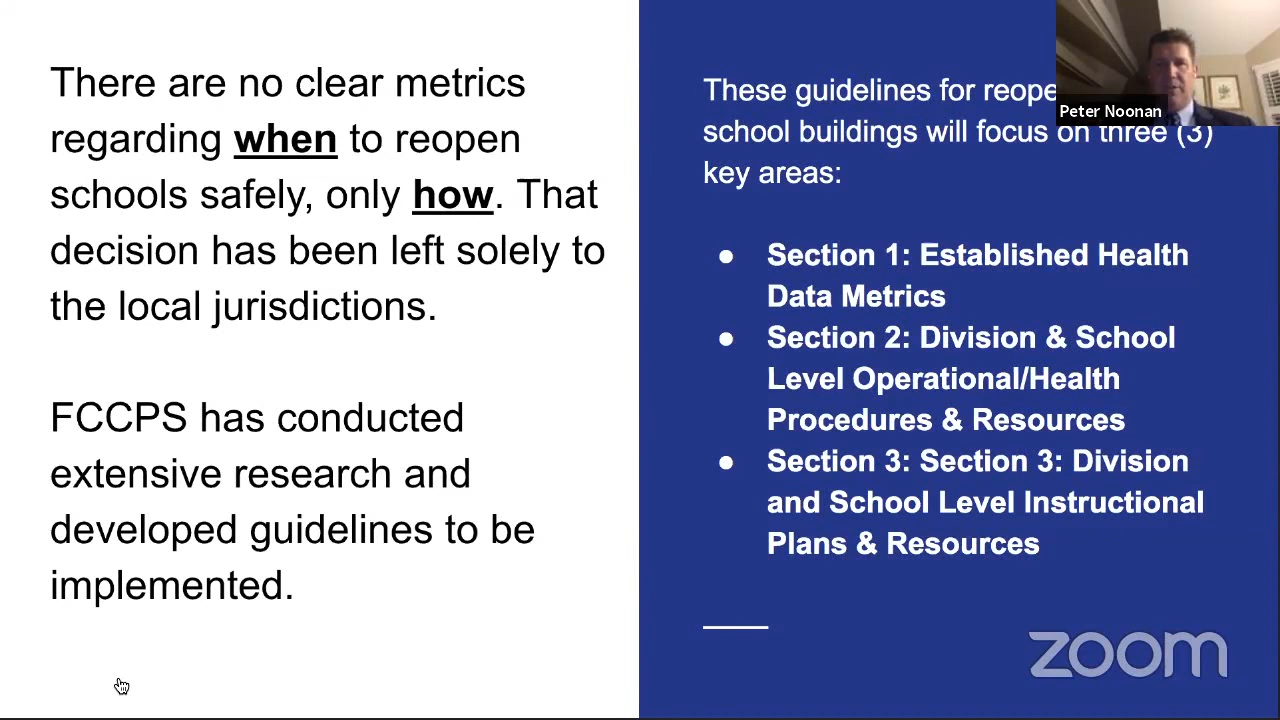 There are no clear metrics
regarding when to reopen
schools safely, only how. That
decision has been left solely to
the local jurisdictions.
FCCPS has conducted
extensive research and
developed guidelines to be
implemented.
These guidelines for reope
school buildings will focus on three (3)
key areas:
● Section 1: Established Health
Data Metrics
● Section 2: Division & School
Level Operational/Health
Procedures & Resources
● Section 3: Section 3: Division
and School Level Instructional
Plans & Resources
Peter Noonan
zoom